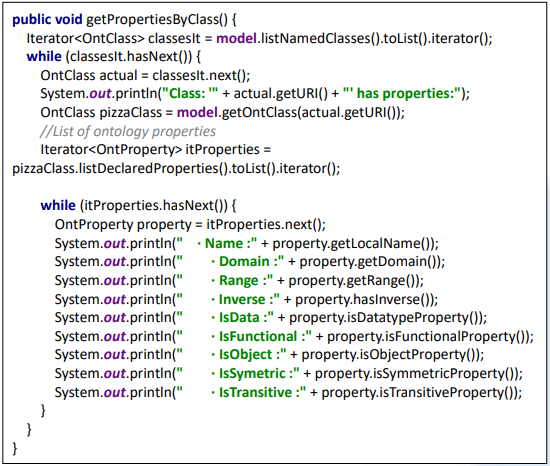 public void getPropertiesByClass() {
Iterator<OntClass> classesIt = model.listNamedClasses().toList().iterator();
while (classesIt.hasNext()) {
OntClass actual = classesIt.next();
System.out.println("Class: '" + actual.getURI() + "' has properties:");
OntClass pizzaClass = model.getOntClass(actual.getURI());
//List of ontology properties
Iterator<OntProperty> itProperties =
pizzaClass.listDeclaredProperties().toList().iterator();
while (itProperties.hasNext()) {
OntProperty property = itProperties.next();
System.out.println("   · Name :" + property.getLocalName());
System.out.println("      · Domain :" + property.getDomain());
System.out.println("      · Range :" + property.getRange());
System.out.println("      · Inverse :" + property.hasInverse());
System.out.println("      · IsData :" + property.isDatatypeProperty());
System.out.println("      · IsFunctional :" + property.isFunctionalProperty());
System.out.println("      · IsObject :" + property.isObjectProperty());
System.out.println("      · IsSymetric :" + property.isSymmetricProperty());
System.out.println("      · IsTransitive :" + property.isTransitiveProperty());
}
}
}